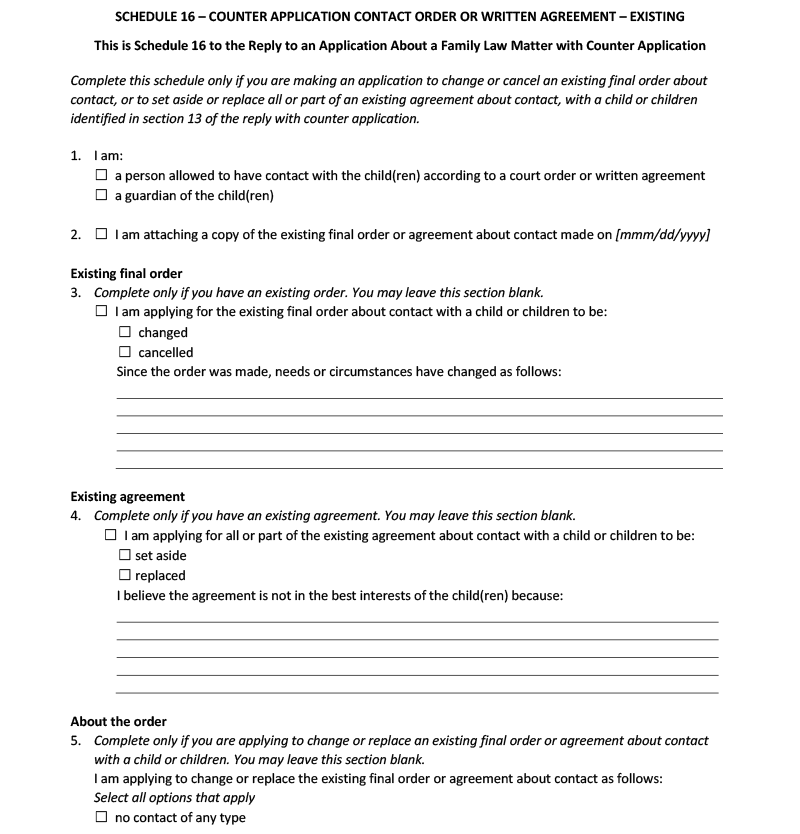 SCHEDULE 16 – COUNTER APPLICATION CONTACT ORDER OR WRITTEN AGREEMENT – EXISTING
This is Schedule 16 to the Reply to an Application About a Family Law Matter with Counter Application
Complete this schedule only if you are making an application to change or cancel an existing final order about
contact, or to set aside or replace all or part of an existing agreement about contact, with a child or children
identified in section 13 of the reply with counter application.
1. I am:
☐ a person allowed to have contact with the child(ren) according to a court order or written agreement
☐ a guardian of the child(ren)
2. ☐ I am attaching a copy of the existing final order or agreement about contact made on [mmm/dd/yyyy]
Existing final order
3. Complete only if you have an existing order. You may leave this section blank.
☐ I am applying for the existing final order about contact with a child or children to be:
☐ changed
☐ cancelled
Since the order was made, needs or circumstances have changed as follows:
Existing agreement
4. Complete only if you have an existing agreement. You may leave this section blank.
☐ I am applying for all or part of the existing agreement about contact with a child or children to be:
☐ set aside
☐ replaced
I believe the agreement is not in the best interests of the child(ren) because:
About the order
5. Complete only if you are applying to change or replace an existing final order or agreement about contact
with a child or children. You may leave this section blank.
I am applying to change or replace the existing final order or agreement about contact as follows:
Select all options that apply
☐ no contact of any type